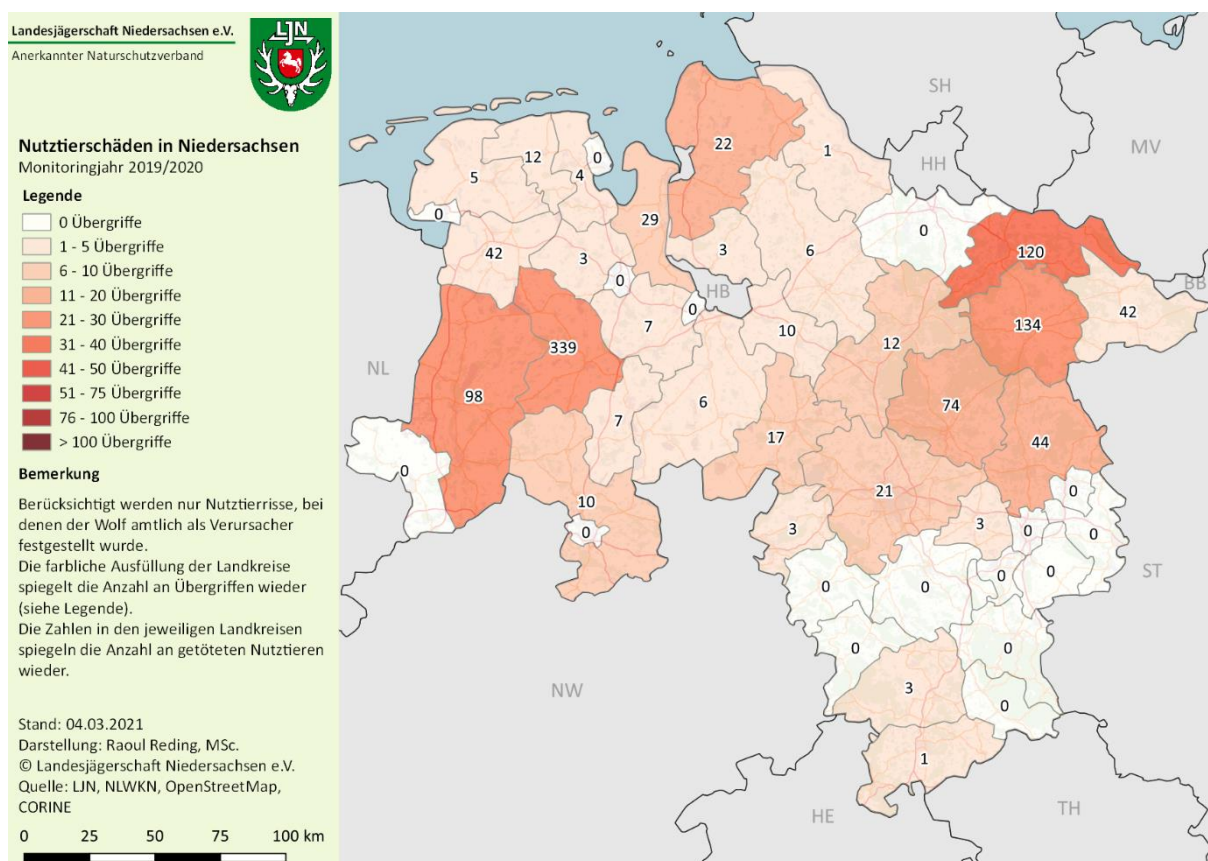 Landesjägerschaft Niedersachsen e.V.
Anerkannter Naturschutzverband
LJN
Nutztierschäden in Niedersachsen
Monitoringjahr 2019/2020
Legende
0 Übergriffe
1 - 5 Übergriffe
6 - 10 Übergriffe
11 - 20 Übergriffe
21 - 30 Übergriffe
31 - 40 Übergriffe
41 - 50 Übergriffe
51 - 75 Übergriffe
76 - 100 Übergriffe
> 100 Übergriffe
Bemerkung
Berücksichtigt werden nur Nutztierrisse, bei
denen der Wolf amtlich als Verursacher
festgestellt wurde.
Die farbliche Ausfüllung der Landkreise
spiegelt die Anzahl an Übergriffen wieder
(siehe Legende).
Die Zahlen in den jeweiligen Landkreisen
spiegeln die Anzahl an getöteten Nutztieren
wieder.
Stand: 04.03.2021
Darstellung: Raoul Reding, MSc.
© Landesjägerschaft Niedersachsen e.V.
Quelle: LJN, NLWKN, OpenStreetMap,
CORINE
0 25 50 75 100 km
SH
MV
HH
22
1
12
0
5
4
0
29
0
42
3
3
6
120
BB
0
HB
0
42
7
10
12
134
339
NL
98
7
6
74
17
44
0
21
0
10
0
3
3
0
0
ST
0
0
0
0
0
0
NW
3
0
1
HE
TH